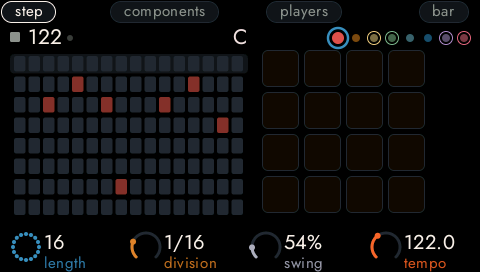 step components players bar
122 C
16 1/16 54% 122.0
length division swing tempo